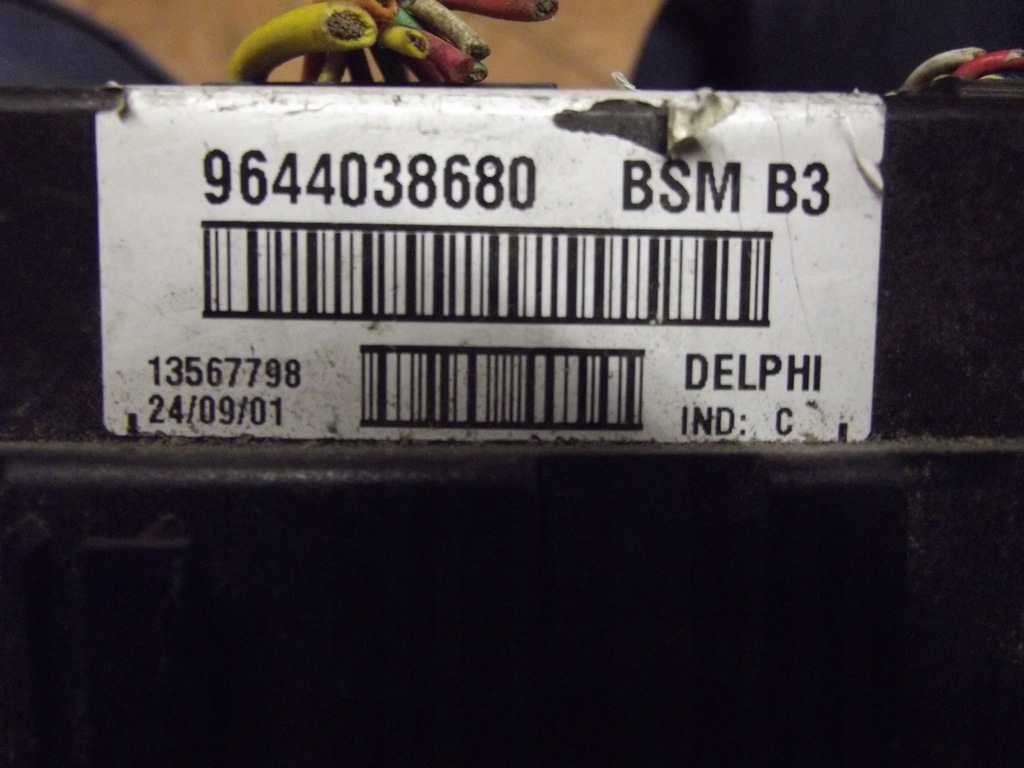 9644038680 BSM B3
13567798 DELPHI
24/09/01 IND: C